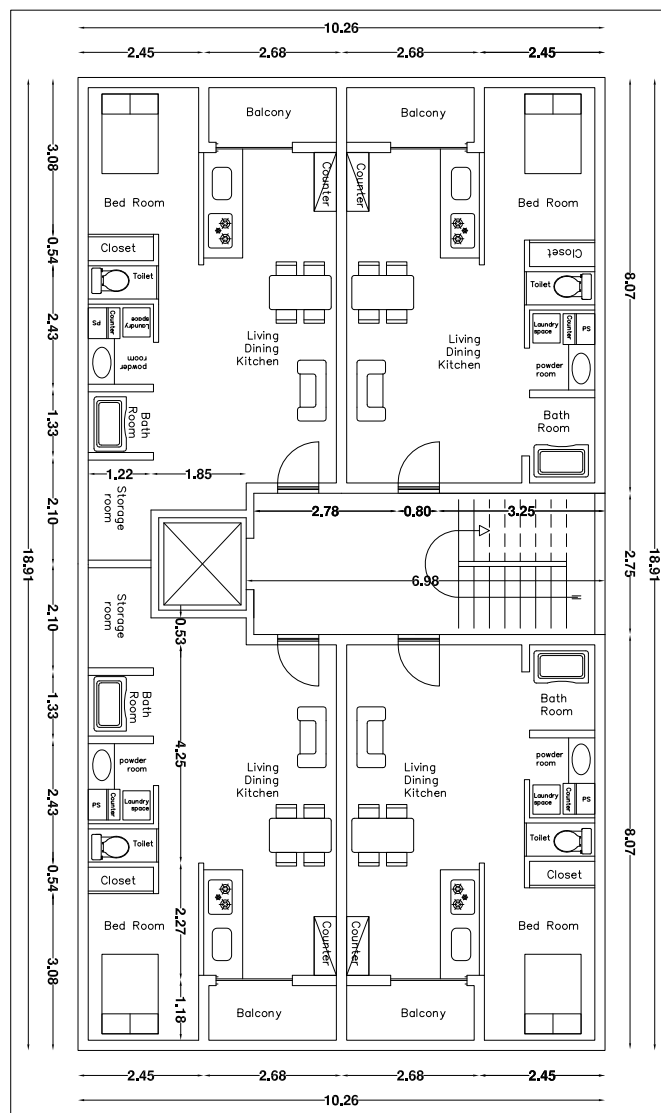 10.26
2.45 2.68 2.68 2.45
Balcony Balcony
3.08
Bed Room Counter Counter Bed Room
0.54
Closet Closet
Toilet Toilet
8.07
2.43
PS Counter Laundry space
Laundry space Counter PS
Living Dining Kitchen
Living Dining Kitchen
powder room
powder room
1.33
Bath Room
Bath Room
1.22 1.85
2.10
Storage room
2.78 0.80 3.25
18.91 2.75 18.91
6.98
2.10
Storage room
0.53
1.33
Bath Room
Bath Room
4.25
powder room
powder room
Living Dining Kitchen
Living Dining Kitchen
2.43
PS Counter Laundry space
Laundry space Counter PS
8.07
Toilet Toilet
0.54
Closet Closet
2.27
Bed Room Counter Counter Bed Room
3.08
1.18
Balcony Balcony
2.45 2.68 2.68 2.45
10.26